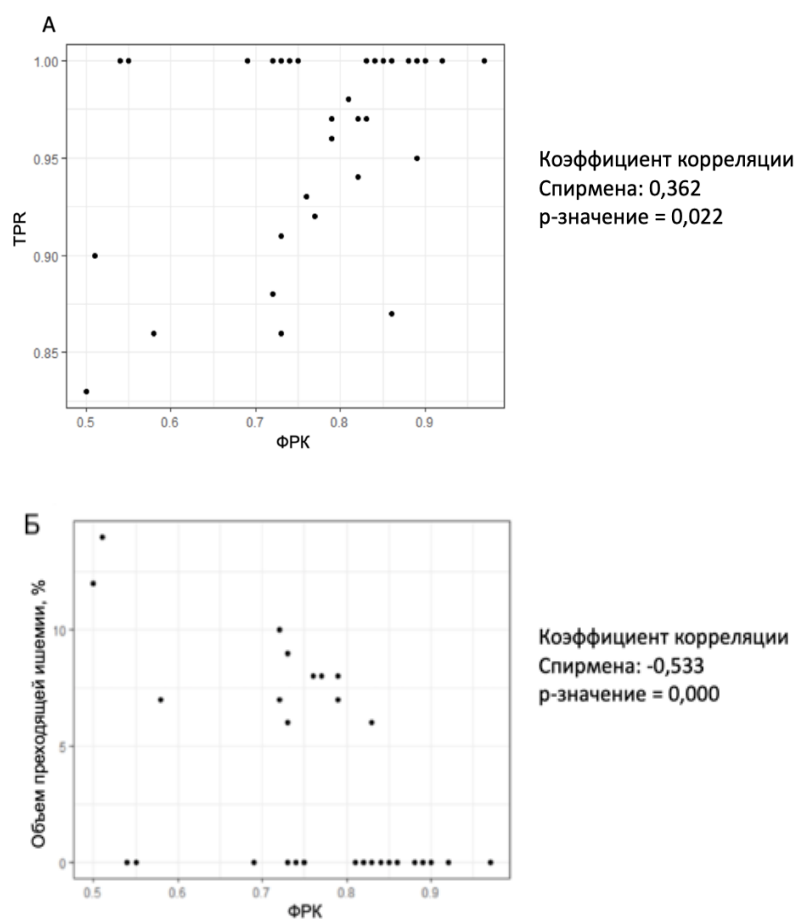 А
1.00
0.95
0.90
0.85
TPR
0.5 0.6 0.7 0.8 0.9
ФРК
Коэффициент корреляции
Спирмена: 0,362
р-значение = 0,022
Б
10
5
0
Объем преходящей ишемии, %
0.5 0.6 0.7 0.8 0.9
ФРК
Коэффициент корреляции
Спирмена: -0,533
р-значение = 0,000